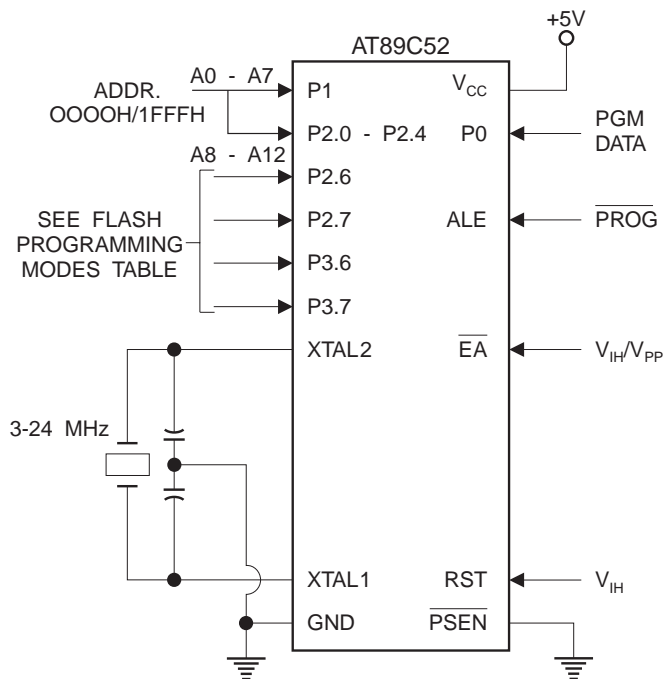 +5V
AT89C52
A0 - A7
ADDR.
OOOOH/1FFFH
P1
VCC
P2.0 - P2.4
P0
PGM
DATA
A8 - A12
P2.6
SEE FLASH
PROGRAMMING
MODES TABLE
P2.7
ALE
PROG
P3.6
P3.7
XTAL2
EA
VIH/VPP
3-24 MHz
XTAL1
RST
VIH
GND
PSEN